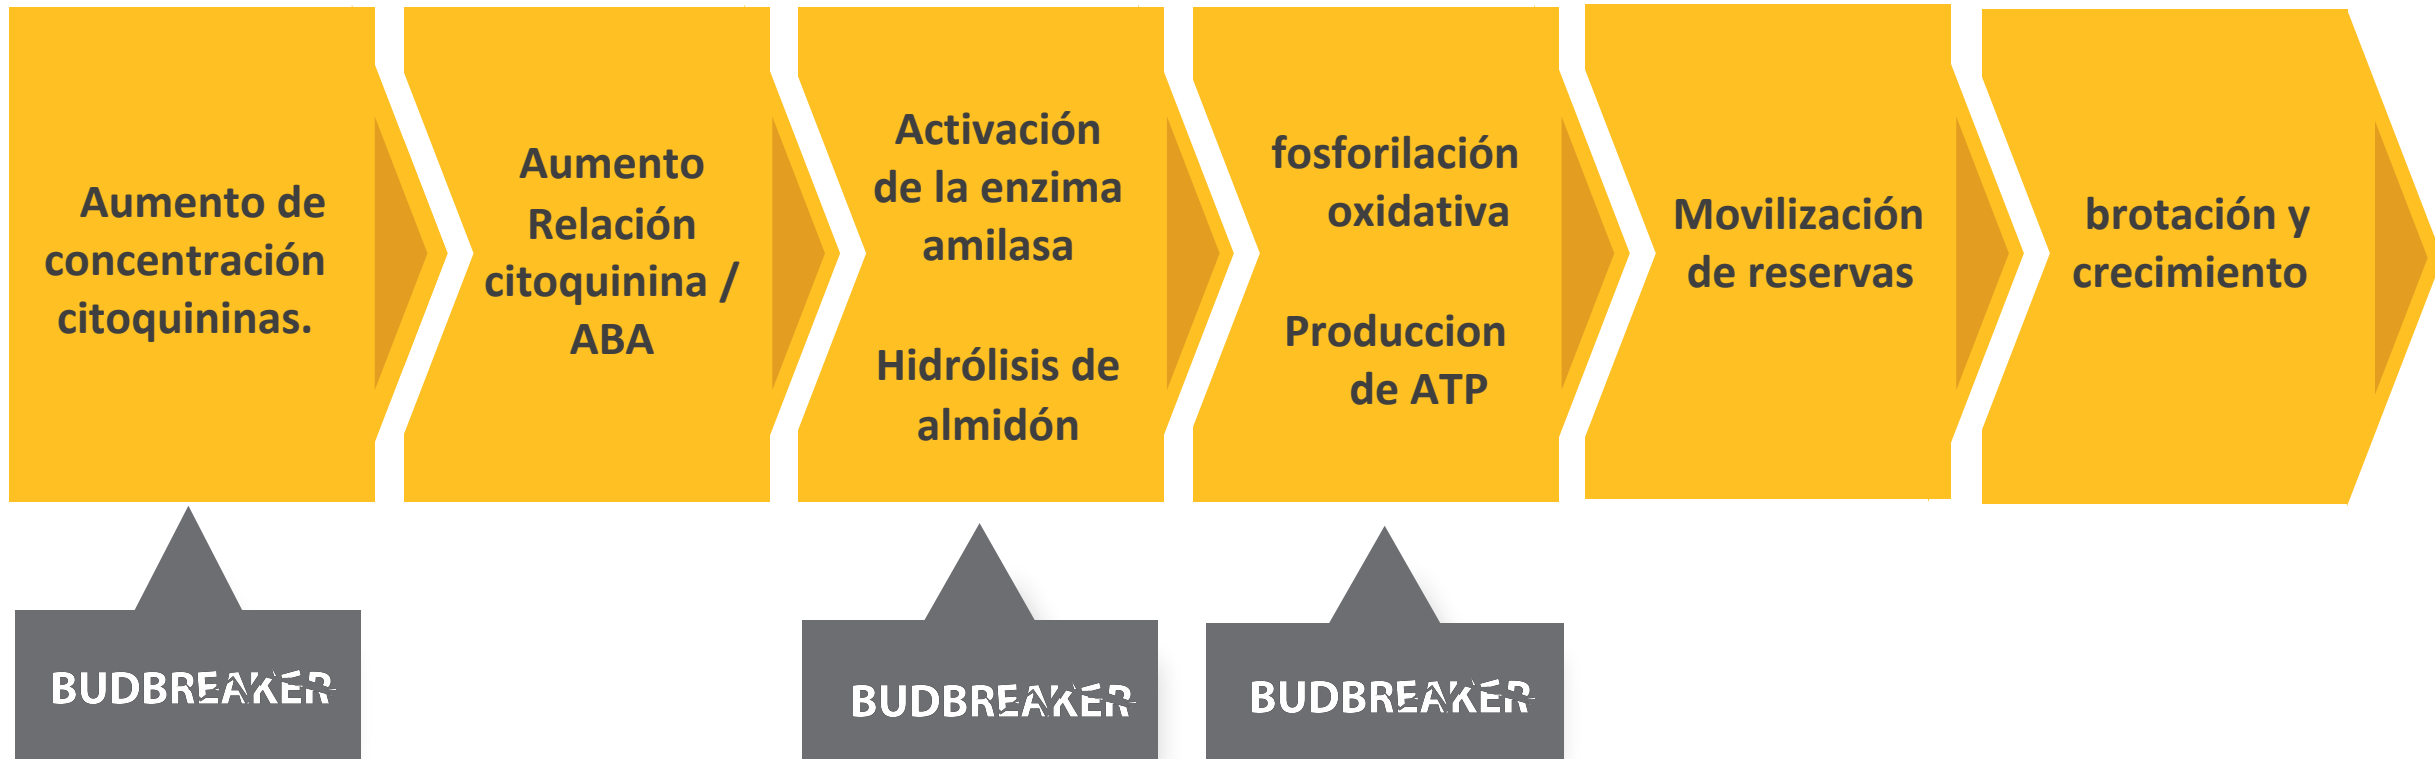 Aumento de
concentración
citoquininas.
Aumento
Relación
citoquinina /
ABA
Activación
de la enzima
amilasa
Hidrólisis de
almidón
fosforilación
oxidativa
Produccion
de ATP
Movilización
de reservas
brotación y
crecimiento
BUDBREAKER
BUDBREAKER
BUDBREAKER